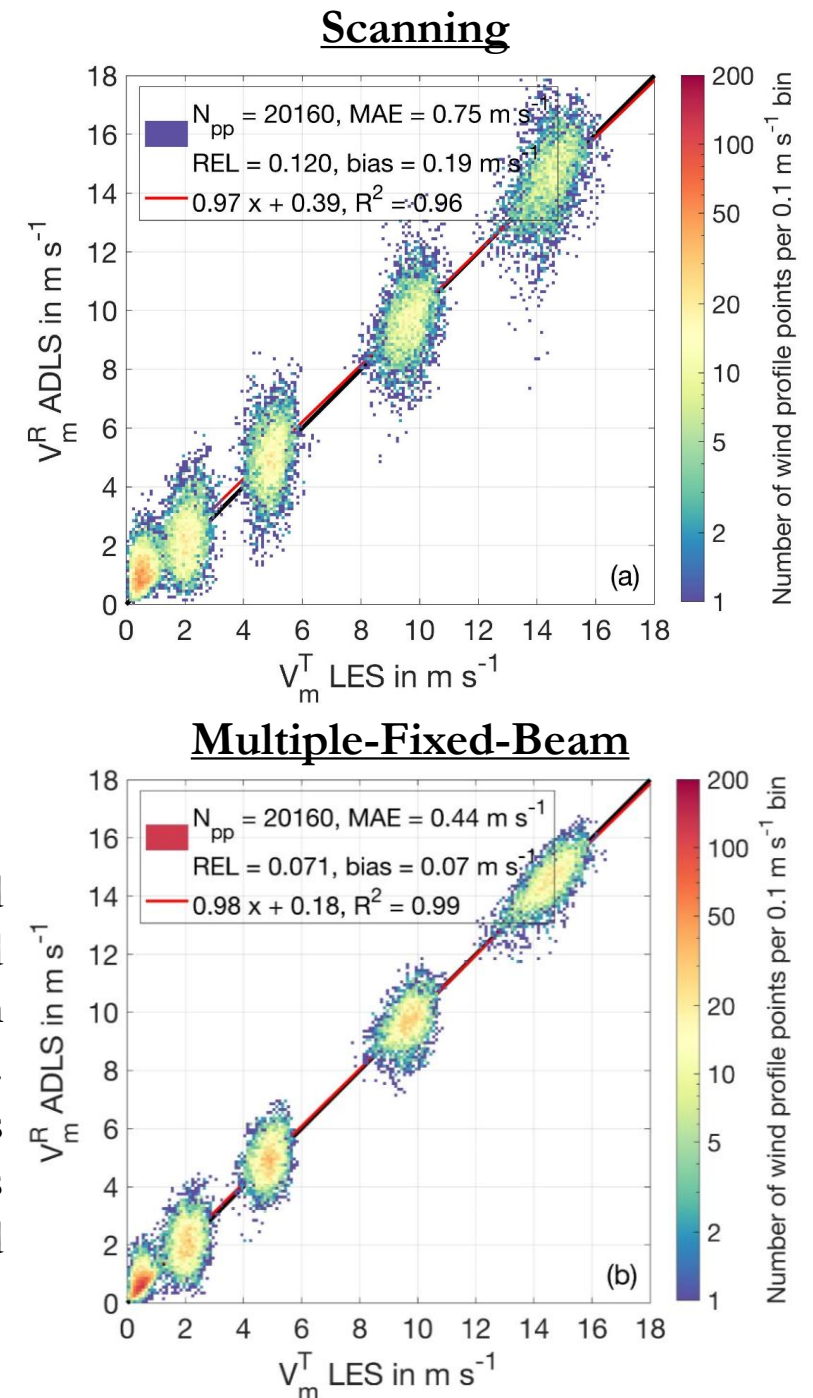 Scanning
18
16
14
12
10
8
6
4
2
0
0 2 4 6 8 10 12 14 16 18
V_m^R ADLS in m s^-1
V_m^T LES in m s^-1
N_pp = 20160, MAE = 0.75 m s^-1
REL = 0.120, bias = 0.19 m s^-1
0.97 x + 0.39, R^2 = 0.96
(a)
200
100
50
20
10
5
2
1
Number of wind profile points per 0.1 m s^-1 bin
Multiple-Fixed-Beam
18
16
14
12
10
8
6
4
2
0
0 2 4 6 8 10 12 14 16 18
V_m^R ADLS in m s^-1
V_m^T LES in m s^-1
N_pp = 20160, MAE = 0.44 m s^-1
REL = 0.071, bias = 0.07 m s^-1
0.98 x + 0.18, R^2 = 0.99
(b)
200
100
50
20
10
5
2
1
Number of wind profile points per 0.1 m s^-1 bin